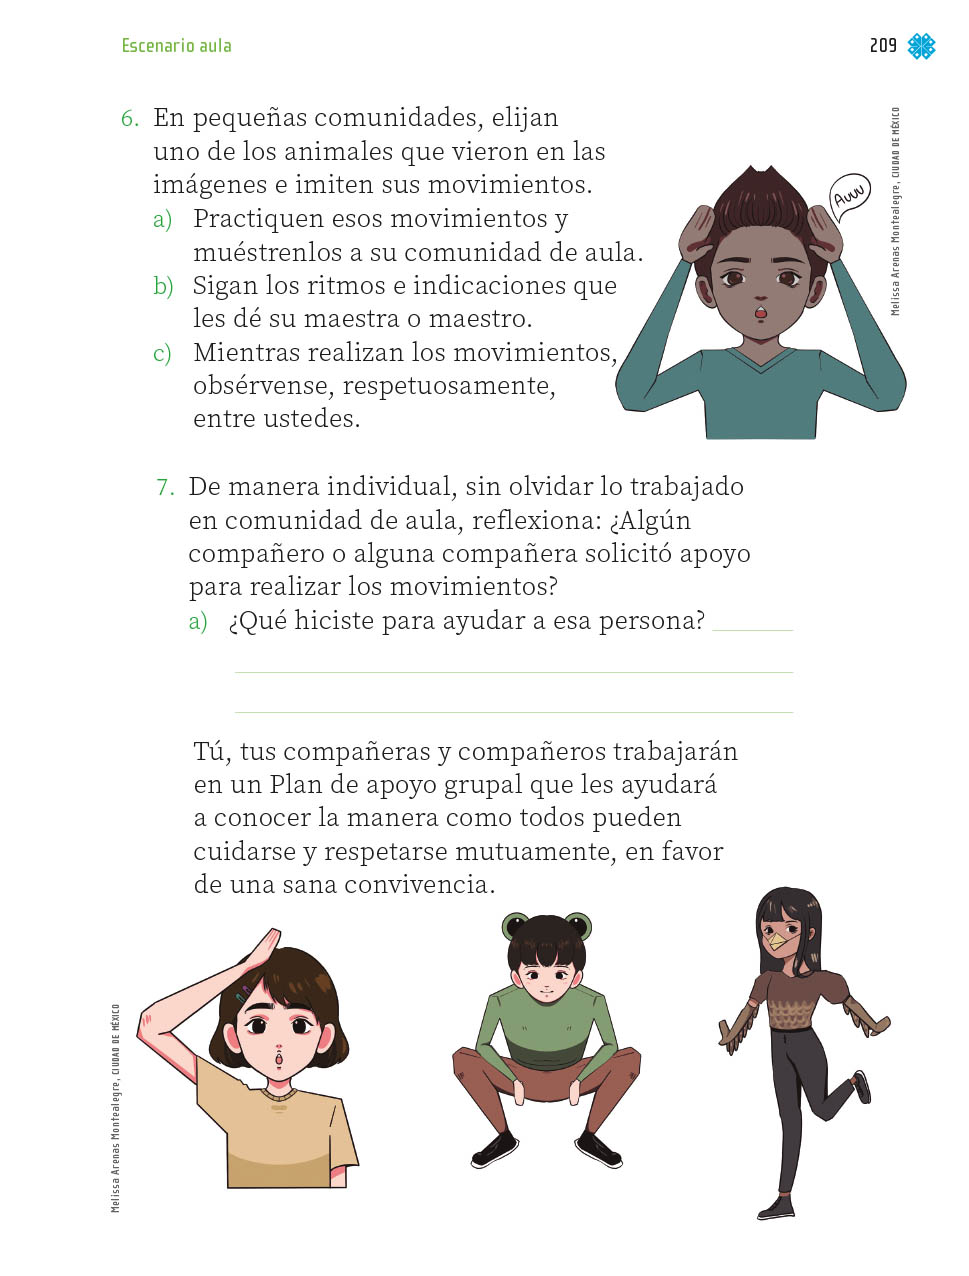 Escenario aula
209
6. En pequeñas comunidades, elijan
uno de los animales que vieron en las
imágenes e imiten sus movimientos.
a) Practiquen esos movimientos y
muéstrenlos a su comunidad de aula.
b) Sigan los ritmos e indicaciones que
les dé su maestra o maestro.
c) Mientras realizan los movimientos,
obsérvense, respetuosamente,
entre ustedes.
Auuu
Melissa Arenas Montealegre, CIUDAD DE MÉXICO
7. De manera individual, sin olvidar lo trabajado
en comunidad de aula, reflexiona: ¿Algún
compañero o alguna compañera solicitó apoyo
para realizar los movimientos?
a) ¿Qué hiciste para ayudar a esa persona?
Tú, tus compañeras y compañeros trabajarán
en un Plan de apoyo grupal que les ayudará
a conocer la manera como todos pueden
cuidarse y respetarse mutuamente, en favor
de una sana convivencia.
Melissa Arenas Montealegre, CIUDAD DE MÉXICO